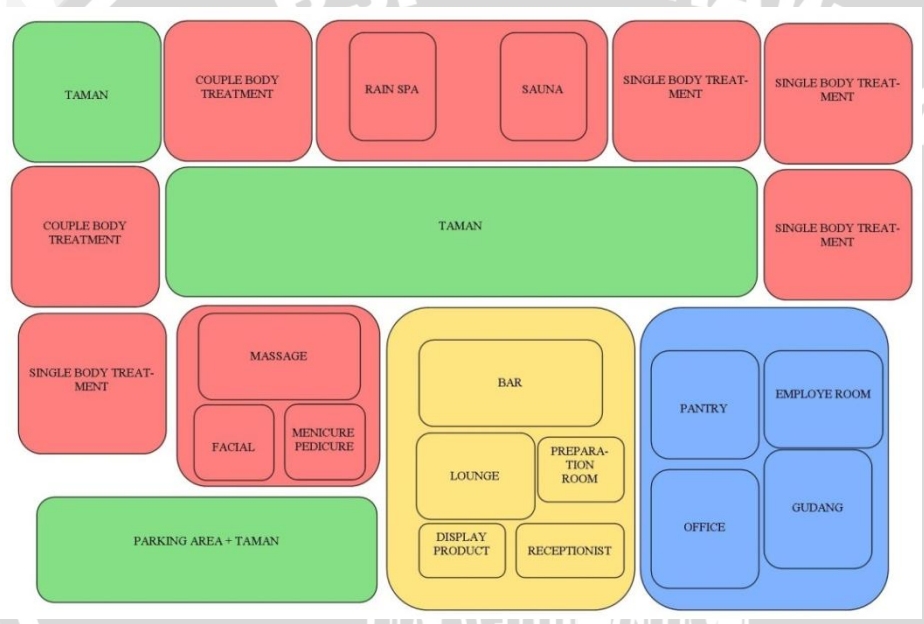 TAMAN
COUPLE BODY
TREATMENT
RAIN SPA
SAUNA
SINGLE BODY TREAT-
MENT
SINGLE BODY TREAT-
MENT
COUPLE BODY
TREATMENT
TAMAN
SINGLE BODY TREAT-
MENT
SINGLE BODY TREAT-
MENT
MASSAGE
FACIAL
MENICURE
PEDICURE
BAR
LOUNGE
PREPARA-
TION
ROOM
DISPLAY
PRODUCT
RECEPTIONIST
PANTRY
EMPLOYE ROOM
OFFICE
GUDANG
PARKING AREA + TAMAN